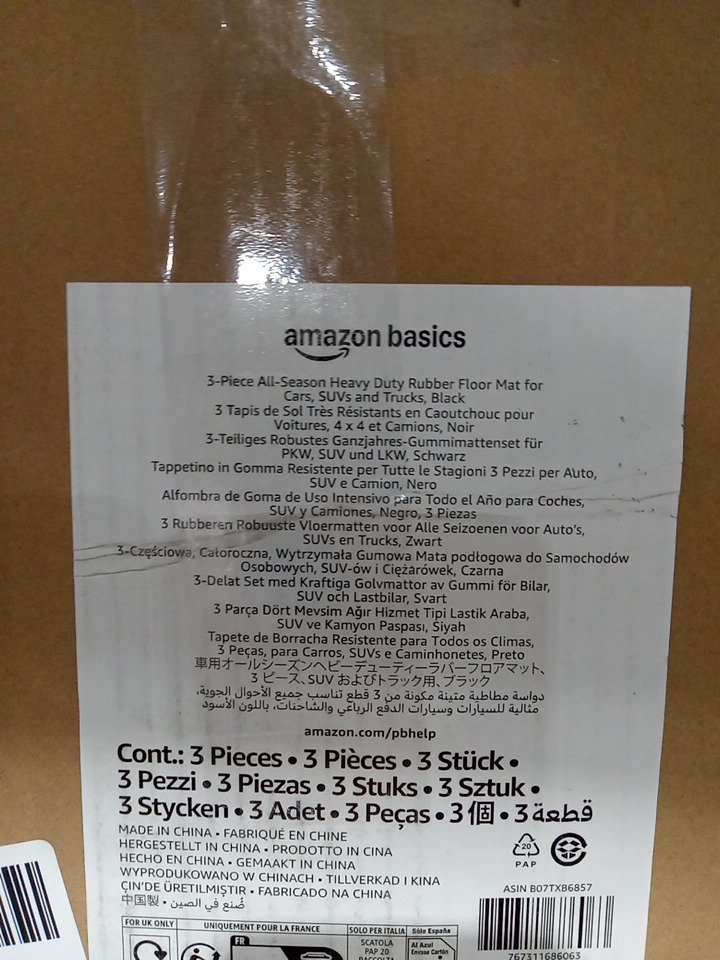 amazon basics
3-Piece All-Season Heavy Duty Rubber Floor Mat for
Cars, SUVs and Trucks, Black
3 Tapis de Sol Très Résistants en Caoutchouc pour
Voitures, 4 x 4 et Camions, Noir
3-Teiliges Robustes Ganzjahres-Gummimattenset für
PKW, SUV und LKW, Schwarz
Tappetino in Gomma Resistente per Tutte le Stagioni 3 Pezzi per Auto,
SUV e Camion, Nero
Alfombra de Goma de Uso Intensivo para Todo el Año para Coches,
SUV y Camiones, Negro, 3 Piezas
3 Rubberen Robuuste Vloermatten voor Alle Seizoenen voor Auto's,
SUVs en Trucks, Zwart
3-Częściowa, Całoroczna, Wytrzymała Gumowa Mata podłogowa do Samochodów
Osobowych, SUV-ów i Ciężarówek, Czarna
3-Delat Set med Kraftiga Golvmattor av Gummi för Bilar,
SUV och Lastbilar, Svart
3 Parça Dört Mevsim Ağır Hizmet Tipi Lastik Araba,
SUV ve Kamyon Paspası, Siyah
Tapete de Borracha Resistente para Todos os Climas,
3 Peças, para Carros, SUVs e Caminhonetes, Preto
車用オールシーズンヘビーデューティーラバーフロアマット、
3 ピース、SUV およびトラック用、ブラック
دواسة مطاطية متينة مكونة من 3 قطع تناسب جميع الأحوال الجوية،
مثالية للسيارات وسيارات الدفع الرباعي والشاحنات، باللون الأسود
amazon.com/pbhelp
Cont.: 3 Pieces • 3 Pièces • 3 Stück •
3 Pezzi • 3 Piezas • 3 Stuks • 3 Sztuk •
3 Stycken • 3 Adet • 3 Peças • 3 個 • 3 قطعة
MADE IN CHINA • FABRIQUÉ EN CHINE
HERGESTELLT IN CHINA • PRODOTTO IN CINA
HECHO EN CHINA • GEMAAKT IN CHINA
WYPRODUKOWANO W CHINACH • TILLVERKAD I KINA
ÇIN'DE ÜRETILMIŞTIR • FABRICADO NA CHINA
中国製 • صُنع في الصين
20
PAP
ASIN B07TXB6857
767311686063
FOR UK ONLY
UNIQUEMENT POUR LA FRANCE
FR
SOLO PER ITALIA
SCATOLA
PAP 20
RACCOLTA
Sólo España
Al Azul
Envase Cartón